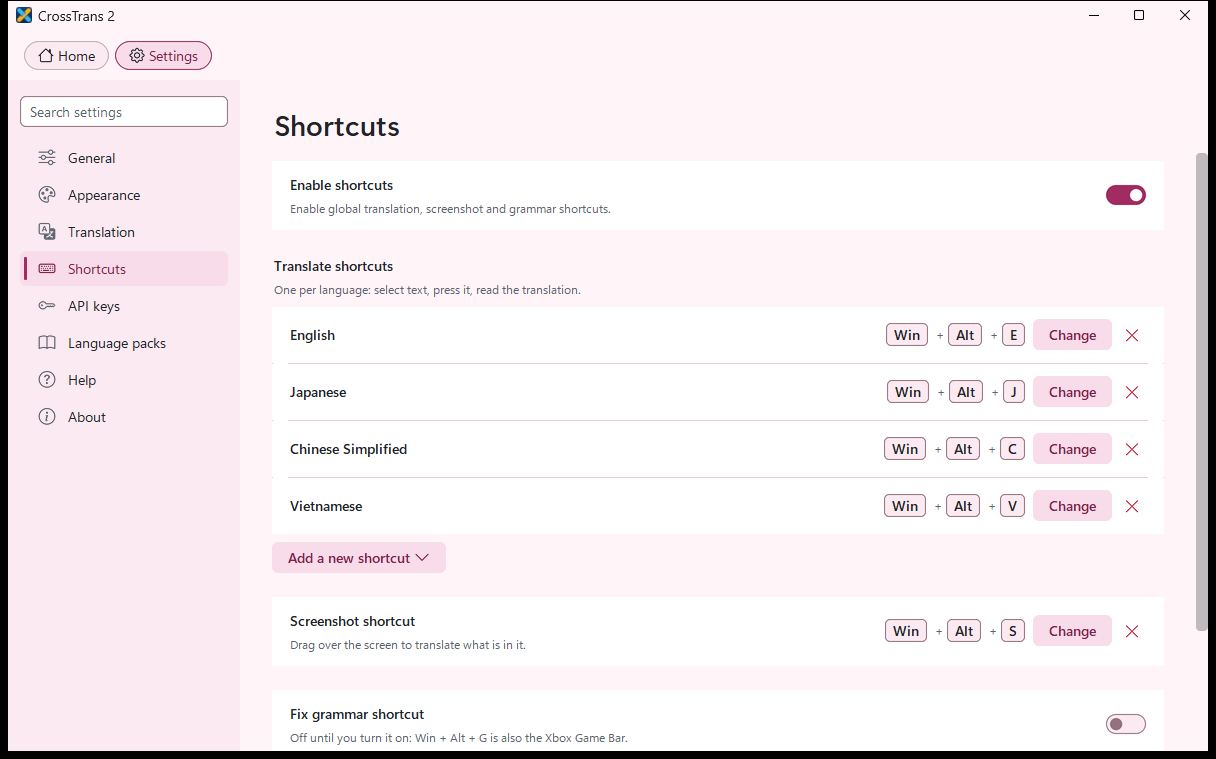 CrossTrans 2
Home
Settings
Search settings
General
Appearance
Translation
Shortcuts
API keys
Language packs
Help
About
Shortcuts
Enable shortcuts
Enable global translation, screenshot and grammar shortcuts.
Translate shortcuts
One per language: select text, press it, read the translation.
English Win + Alt + E Change
Japanese Win + Alt + J Change
Chinese Simplified Win + Alt + C Change
Vietnamese Win + Alt + V Change
Add a new shortcut
Screenshot shortcut
Drag over the screen to translate what is in it.
Win + Alt + S Change
Fix grammar shortcut
Off until you turn it on: Win + Alt + G is also the Xbox Game Bar.